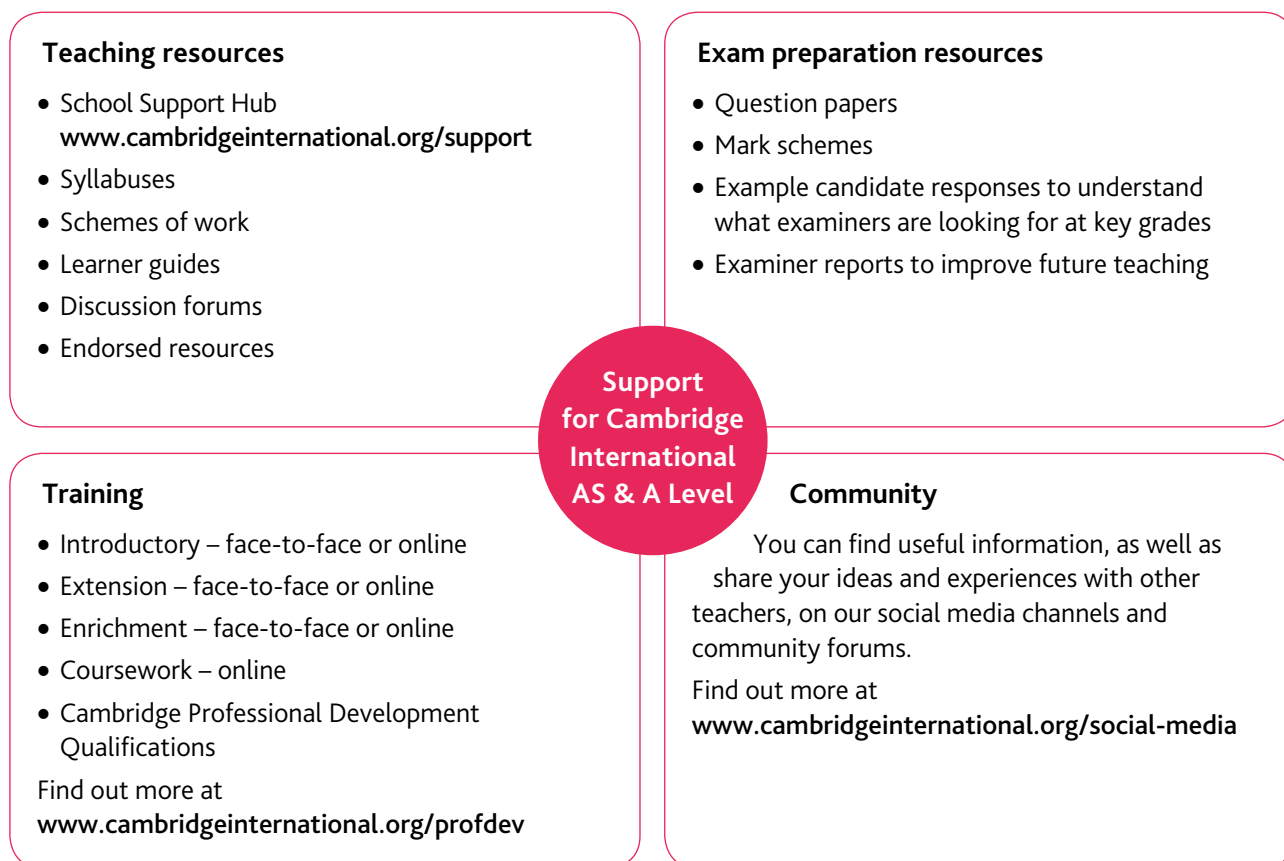 Teaching resources
• School Support Hub
www.cambridgeinternational.org/support
• Syllabuses
• Schemes of work
• Learner guides
• Discussion forums
• Endorsed resources
Exam preparation resources
• Question papers
• Mark schemes
• Example candidate responses to understand
what examiners are looking for at key grades
• Examiner reports to improve future teaching
Support
for Cambridge
International
AS & A Level
Training
• Introductory – face-to-face or online
• Extension – face-to-face or online
• Enrichment – face-to-face or online
• Coursework – online
• Cambridge Professional Development
Qualifications
Find out more at
www.cambridgeinternational.org/profdev
Community
You can find useful information, as well as
share your ideas and experiences with other
teachers, on our social media channels and
community forums.
Find out more at
www.cambridgeinternational.org/social-media